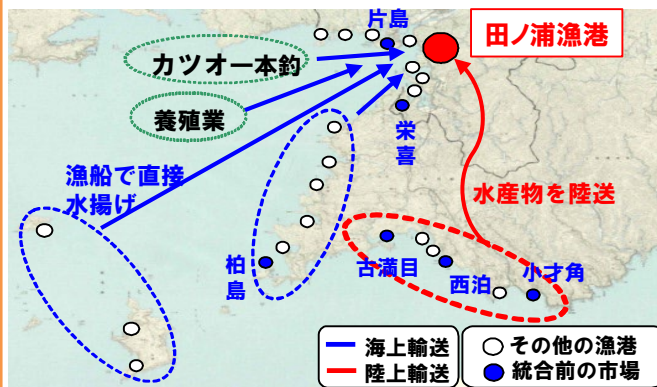 片島
田ノ浦漁港
カツオ一本釣
養殖業
栄喜
漁船で直接
水揚げ
水産物を陸送
柏島
古満目
西泊
小才角
海上輸送
陸上輸送
その他の漁港
統合前の市場